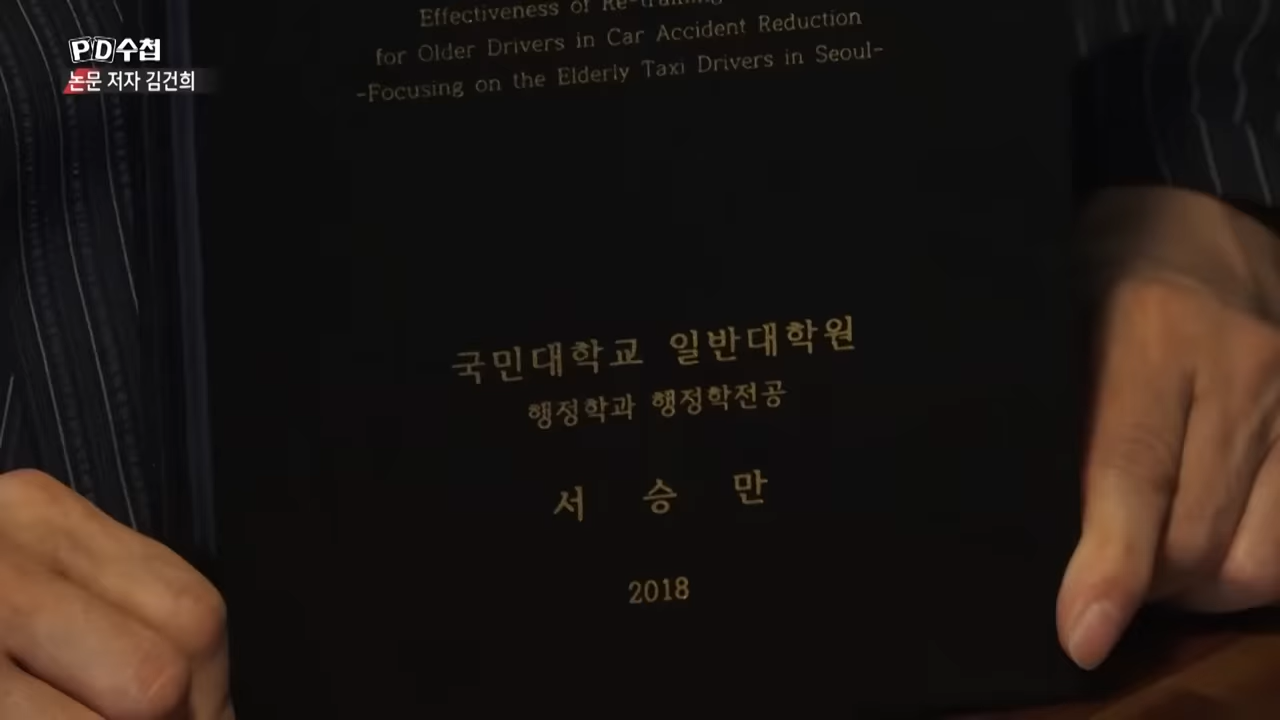 PD수첩
논문 저자 김건희
Effectiveness of Re-training
for Older Drivers in Car Accident Reduction
-Focusing on the Elderly Taxi Drivers in Seoul-
국민대학교 일반대학원
행정학과 행정학전공
서 승 만
2018